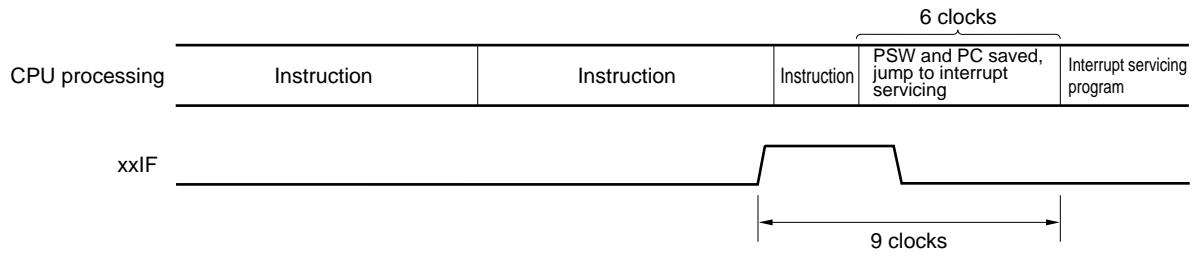 6 clocks
CPU processing
Instruction
Instruction
Instruction
PSW and PC saved,
jump to interrupt
servicing
Interrupt servicing
program
xxIF
9 clocks